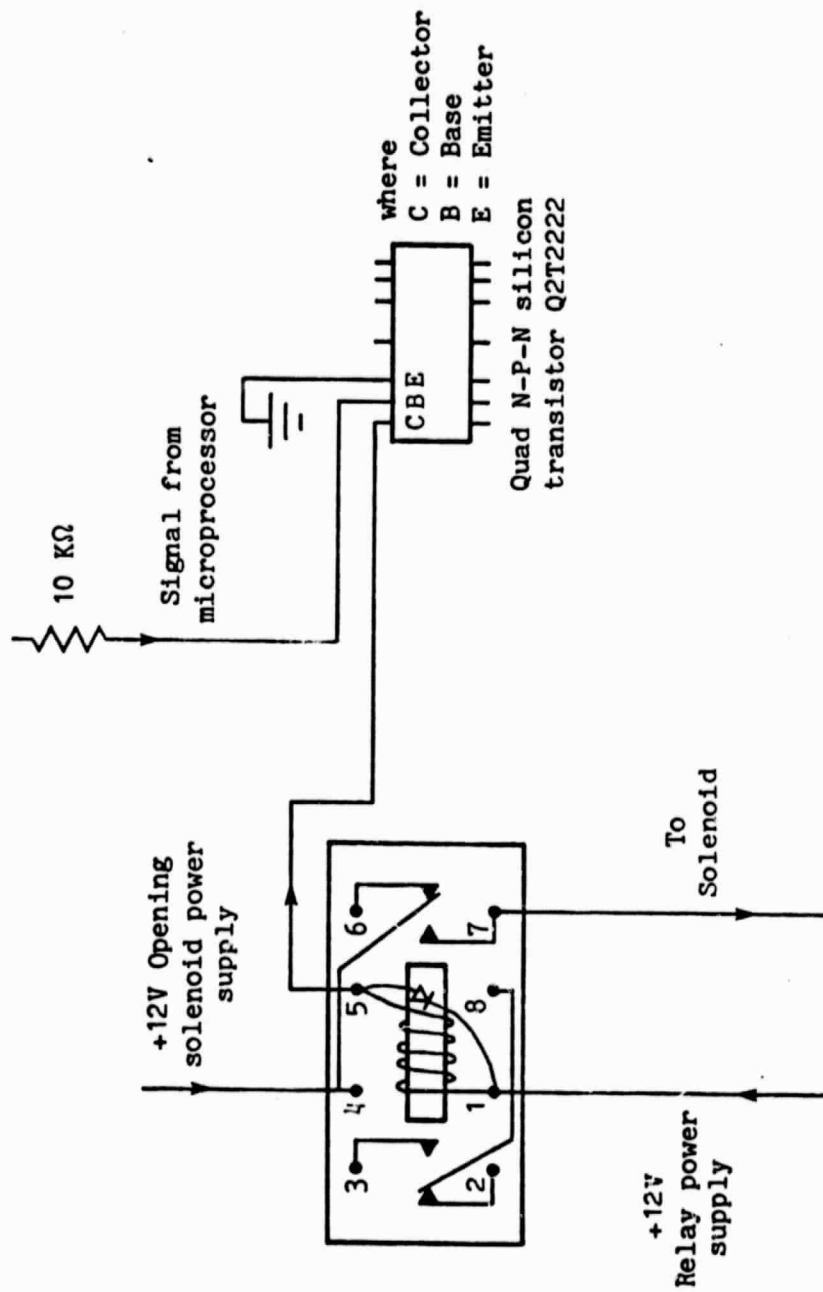 +12V Opening
solenoid power
supply
10 KΩ
Signal from
microprocessor
3
4
5
6
2
1
8
7
CBE
where
C = Collector
B = Base
E = Emitter
Quad N-P-N silicon
transistor Q2T2222
+12V
Relay power
supply
To
Solenoid